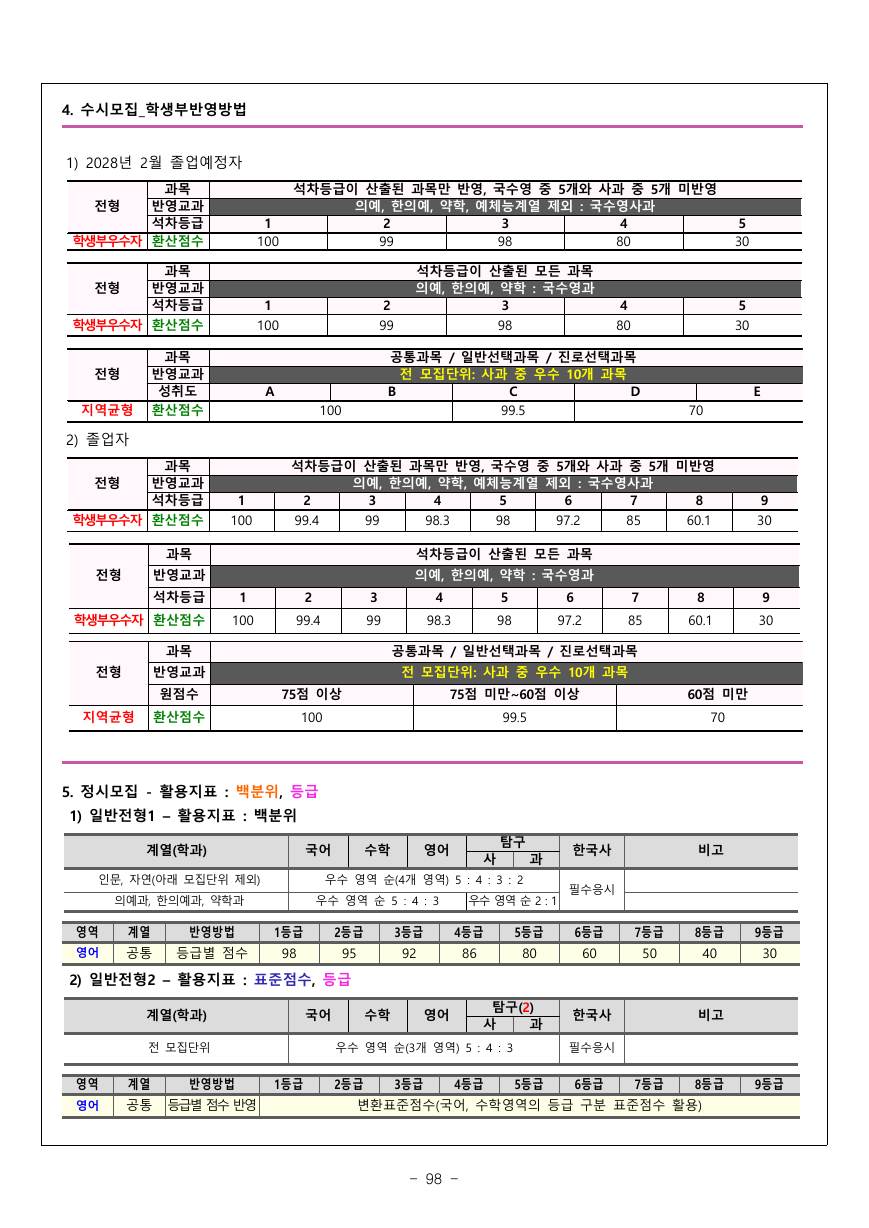 4. 수시모집_학생부반영방법
1) 2028년 2월 졸업예정자
전형 과목 석차등급이 산출된 과목만 반영, 국수영 중 5개와 사과 중 5개 미반영
반영교과 의예, 한의예, 약학, 예체능계열 제외 : 국수영사과
석차등급 1 2 3 4 5
학생부우수자 환산점수 100 99 98 80 30
전형 과목 석차등급이 산출된 모든 과목
반영교과 의예, 한의예, 약학 : 국수영과
석차등급 1 2 3 4 5
학생부우수자 환산점수 100 99 98 80 30
전형 과목 공통과목 / 일반선택과목 / 진로선택과목
반영교과 전 모집단위: 사과 중 우수 10개 과목
성취도 A B C D E
지역균형 환산점수 100 99.5 70
2) 졸업자
전형 과목 석차등급이 산출된 과목만 반영, 국수영 중 5개와 사과 중 5개 미반영
반영교과 의예, 한의예, 약학, 예체능계열 제외 : 국수영사과
석차등급 1 2 3 4 5 6 7 8 9
학생부우수자 환산점수 100 99.4 99 98.3 98 97.2 85 60.1 30
전형 과목 석차등급이 산출된 모든 과목
반영교과 의예, 한의예, 약학 : 국수영과
석차등급 1 2 3 4 5 6 7 8 9
학생부우수자 환산점수 100 99.4 99 98.3 98 97.2 85 60.1 30
전형 과목 공통과목 / 일반선택과목 / 진로선택과목
반영교과 전 모집단위: 사과 중 우수 10개 과목
원점수 75점 이상 75점 미만~60점 이상 60점 미만
지역균형 환산점수 100 99.5 70
5. 정시모집 - 활용지표 : 백분위, 등급
1) 일반전형1 – 활용지표 : 백분위
계열(학과) 국어 수학 영어 탐구 한국사 비고
사 과
인문, 자연(아래 모집단위 제외) 우수 영역 순(4개 영역) 5 : 4 : 3 : 2 필수응시
의예과, 한의예과, 약학과 우수 영역 순 5 : 4 : 3 우수 영역 순 2 : 1
영역 계열 반영방법 1등급 2등급 3등급 4등급 5등급 6등급 7등급 8등급 9등급
영어 공통 등급별 점수 98 95 92 86 80 60 50 40 30
2) 일반전형2 – 활용지표 : 표준점수, 등급
계열(학과) 국어 수학 영어 탐구(2) 한국사 비고
사 과
전 모집단위 우수 영역 순(3개 영역) 5 : 4 : 3 필수응시
영역 계열 반영방법 1등급 2등급 3등급 4등급 5등급 6등급 7등급 8등급 9등급
영어 공통 등급별 점수 반영 변환표준점수(국어, 수학영역의 등급 구분 표준점수 활용)
- 98 -